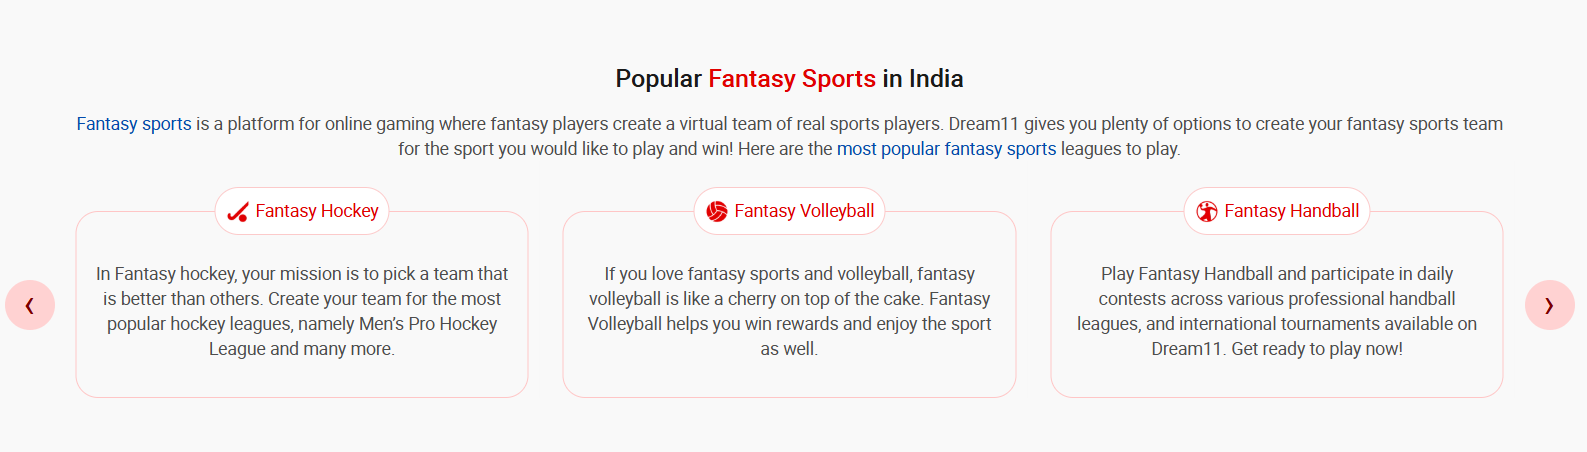 Popular Fantasy Sports in India
Fantasy sports is a platform for online gaming where fantasy players create a virtual team of real sports players. Dream11 gives you plenty of options to create your fantasy sports team
for the sport you would like to play and win! Here are the most popular fantasy sports leagues to play.
Fantasy Hockey
In Fantasy hockey, your mission is to pick a team that
is better than others. Create your team for the most
popular hockey leagues, namely Men’s Pro Hockey
League and many more.
Fantasy Volleyball
If you love fantasy sports and volleyball, fantasy
volleyball is like a cherry on top of the cake. Fantasy
Volleyball helps you win rewards and enjoy the sport
as well.
Fantasy Handball
Play Fantasy Handball and participate in daily
contests across various professional handball
leagues, and international tournaments available on
Dream11. Get ready to play now!